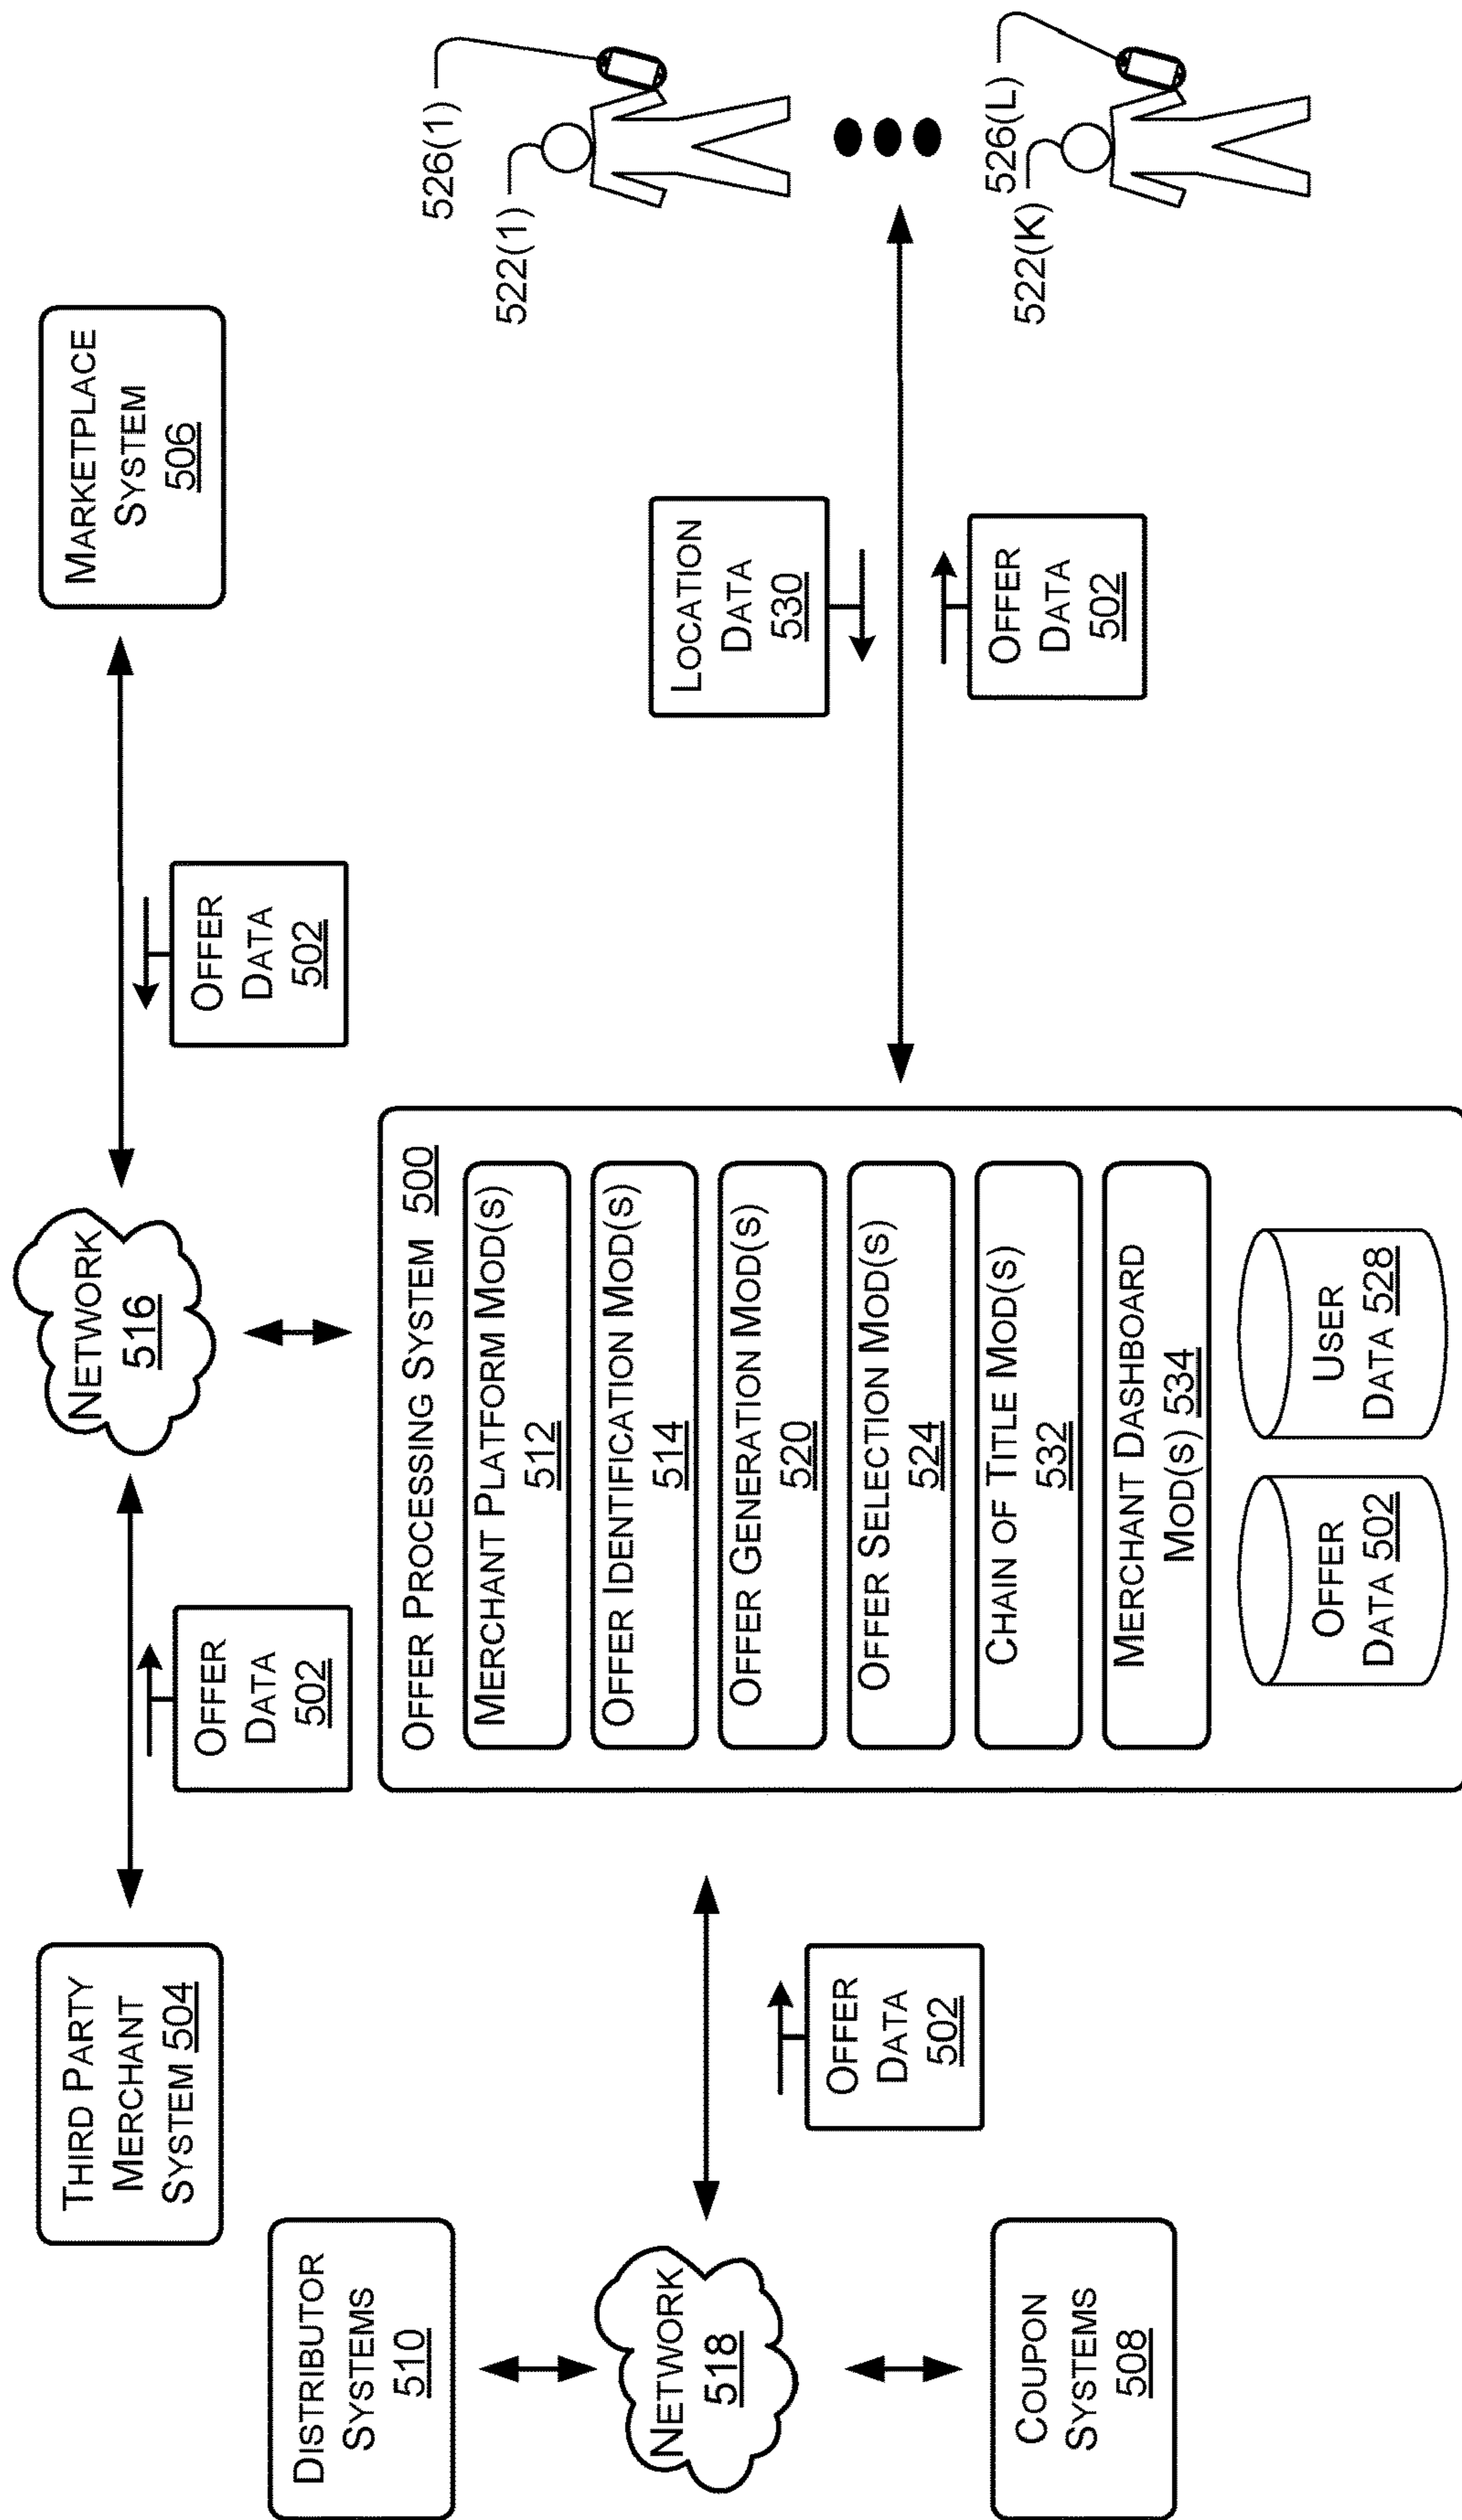 THIRD PARTY
MERCHANT
SYSTEM 504
NETWORK
516
MARKETPLACE
SYSTEM
506
OFFER
DATA
502
OFFER
DATA
502
DISTRIBUTOR
SYSTEMS
510
NETWORK
518
COUPON
SYSTEMS
508
OFFER
DATA
502
OFFER PROCESSING SYSTEM 500
MERCHANT PLATFORM MOD(S)
512
OFFER IDENTIFICATION MOD(S)
514
OFFER GENERATION MOD(S)
520
OFFER SELECTION MOD(S)
524
CHAIN OF TITLE MOD(S)
532
MERCHANT DASHBOARD
MOD(S) 534
OFFER
DATA 502
USER
DATA 528
LOCATION
DATA
530
OFFER
DATA
502
526(1)
522(1)
526(L)
522(K)